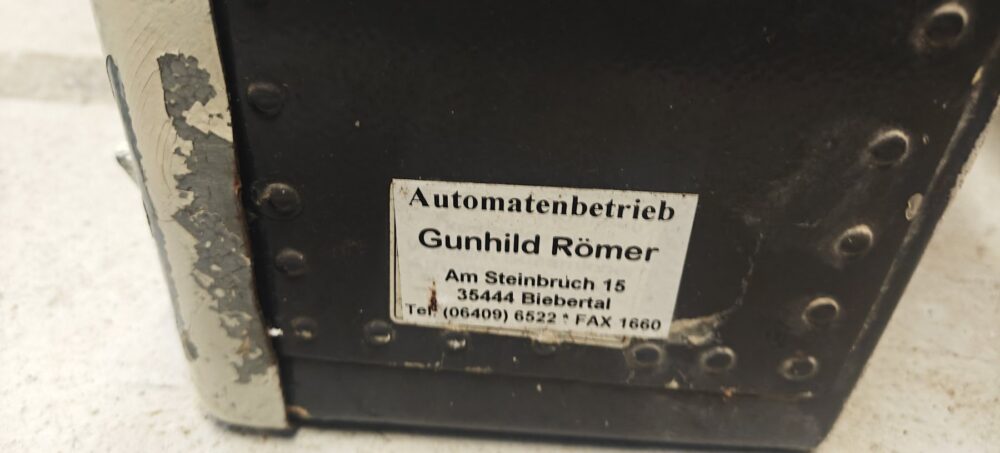 Automatenbetrieb
Gunhild Römer
Am Steinbruch 15
35444 Biebertal
Tel. (06409) 6522 * FAX 1660